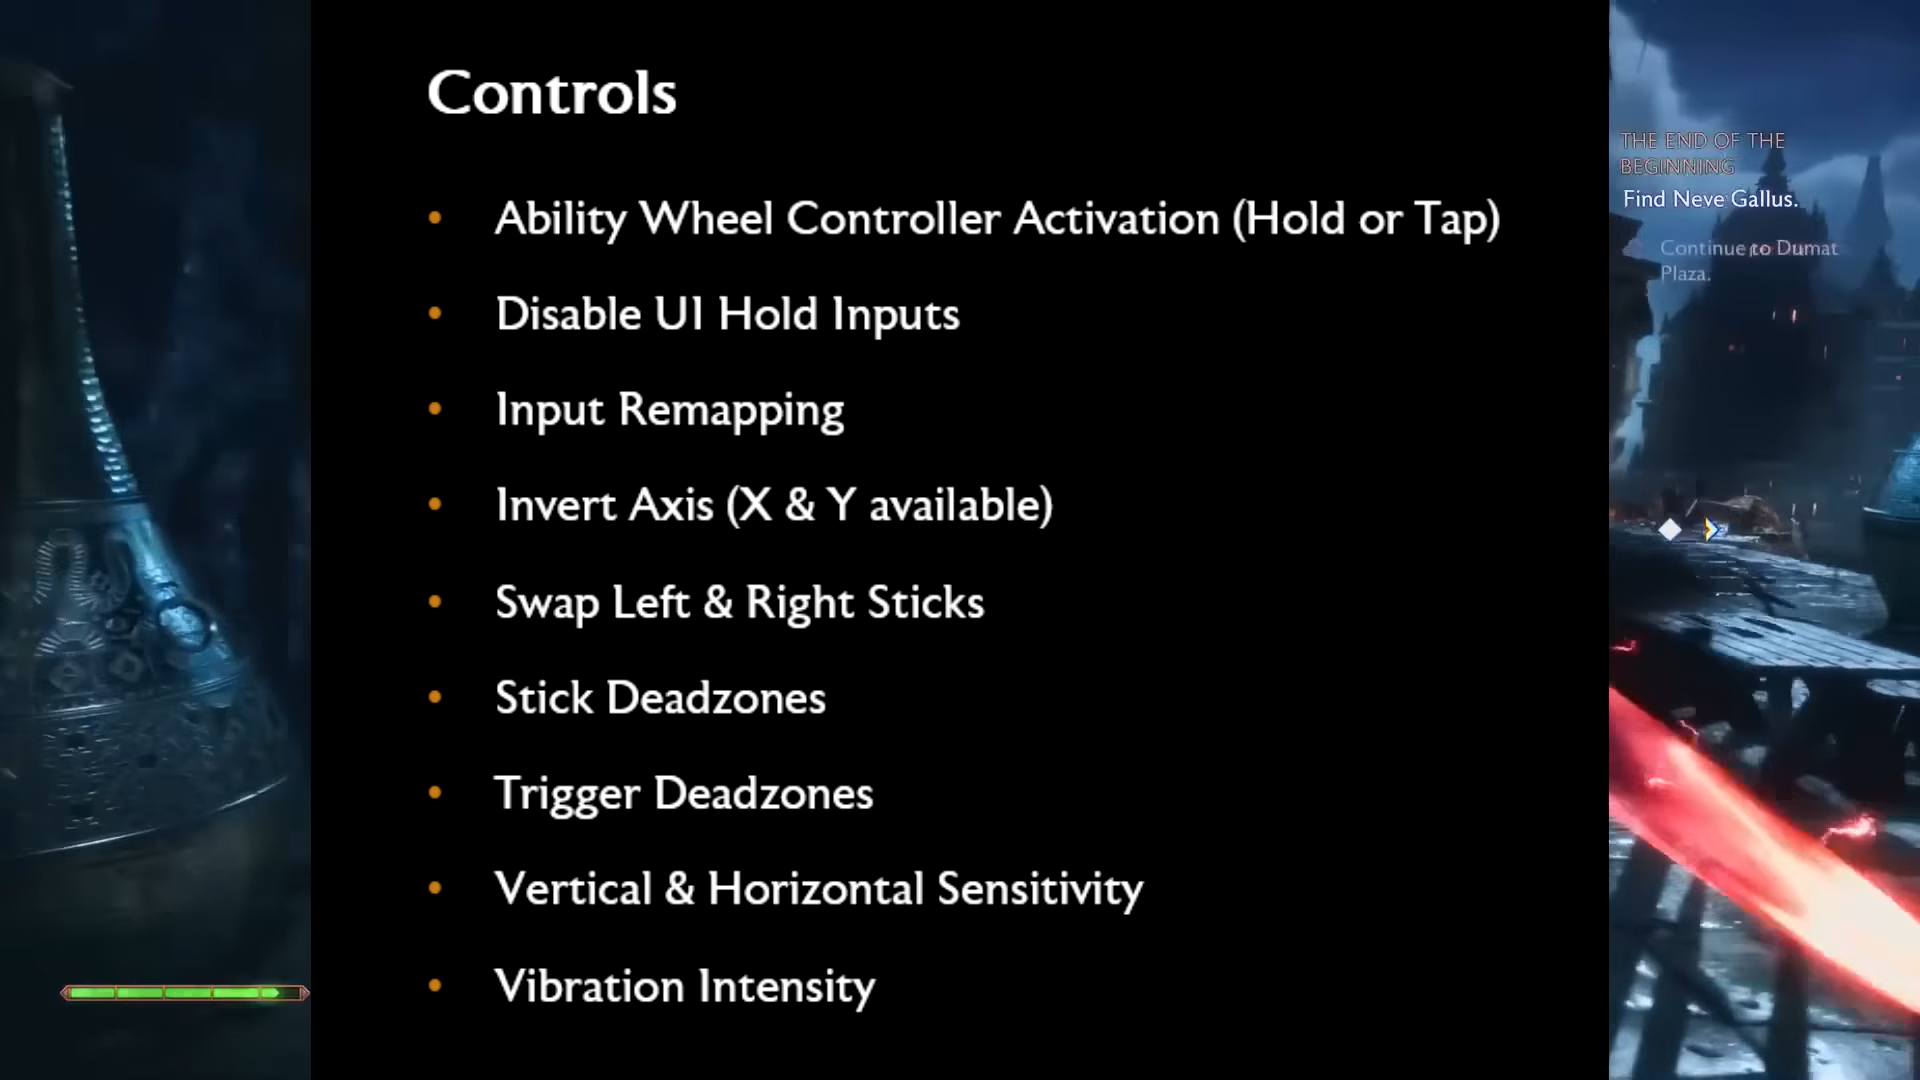 Controls
Ability Wheel Controller Activation (Hold or Tap)
Disable UI Hold Inputs
Input Remapping
Invert Axis (X & Y available)
Swap Left & Right Sticks
Stick Deadzones
Trigger Deadzones
Vertical & Horizontal Sensitivity
Vibration Intensity
THE END OF THE
BEGINNING
Find Neve Gallus.
Continue to Dumat
Plaza.